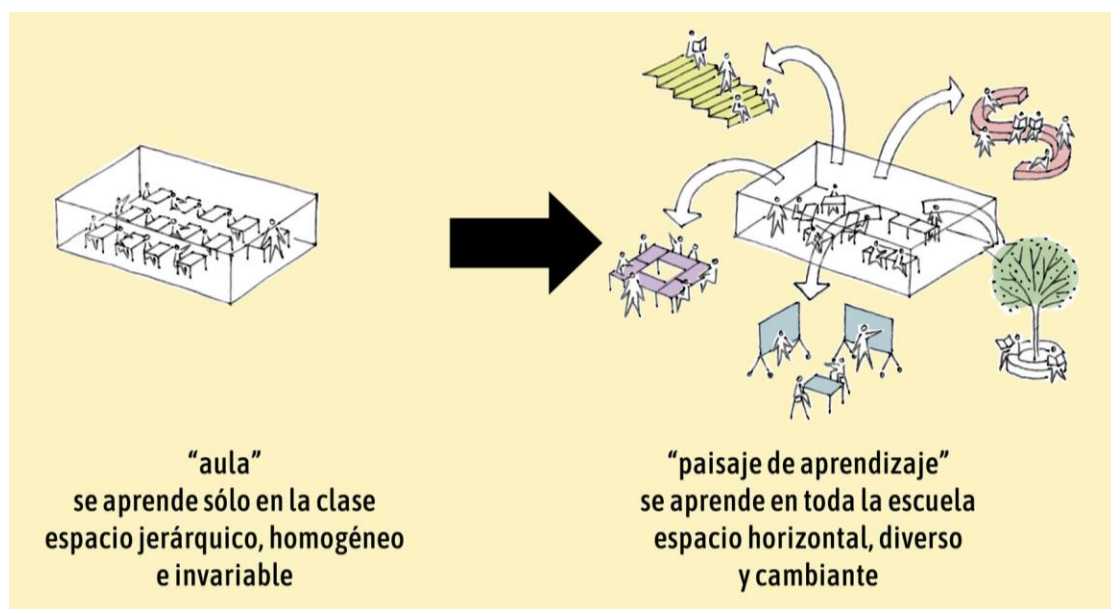 “aula”
se aprende sólo en la clase
espacio jerárquico, homogéneo
e invariable
“paisaje de aprendizaje”
se aprende en toda la escuela
espacio horizontal, diverso
y cambiante